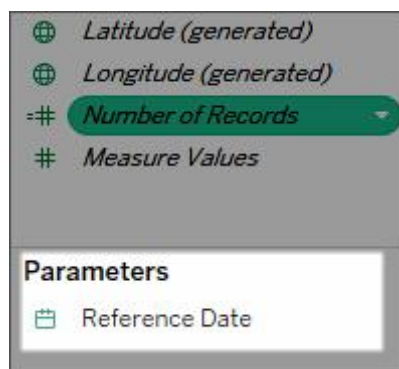 Latitude (generated)
Longitude (generated)
=# Number of Records
# Measure Values
Parameters
Reference Date